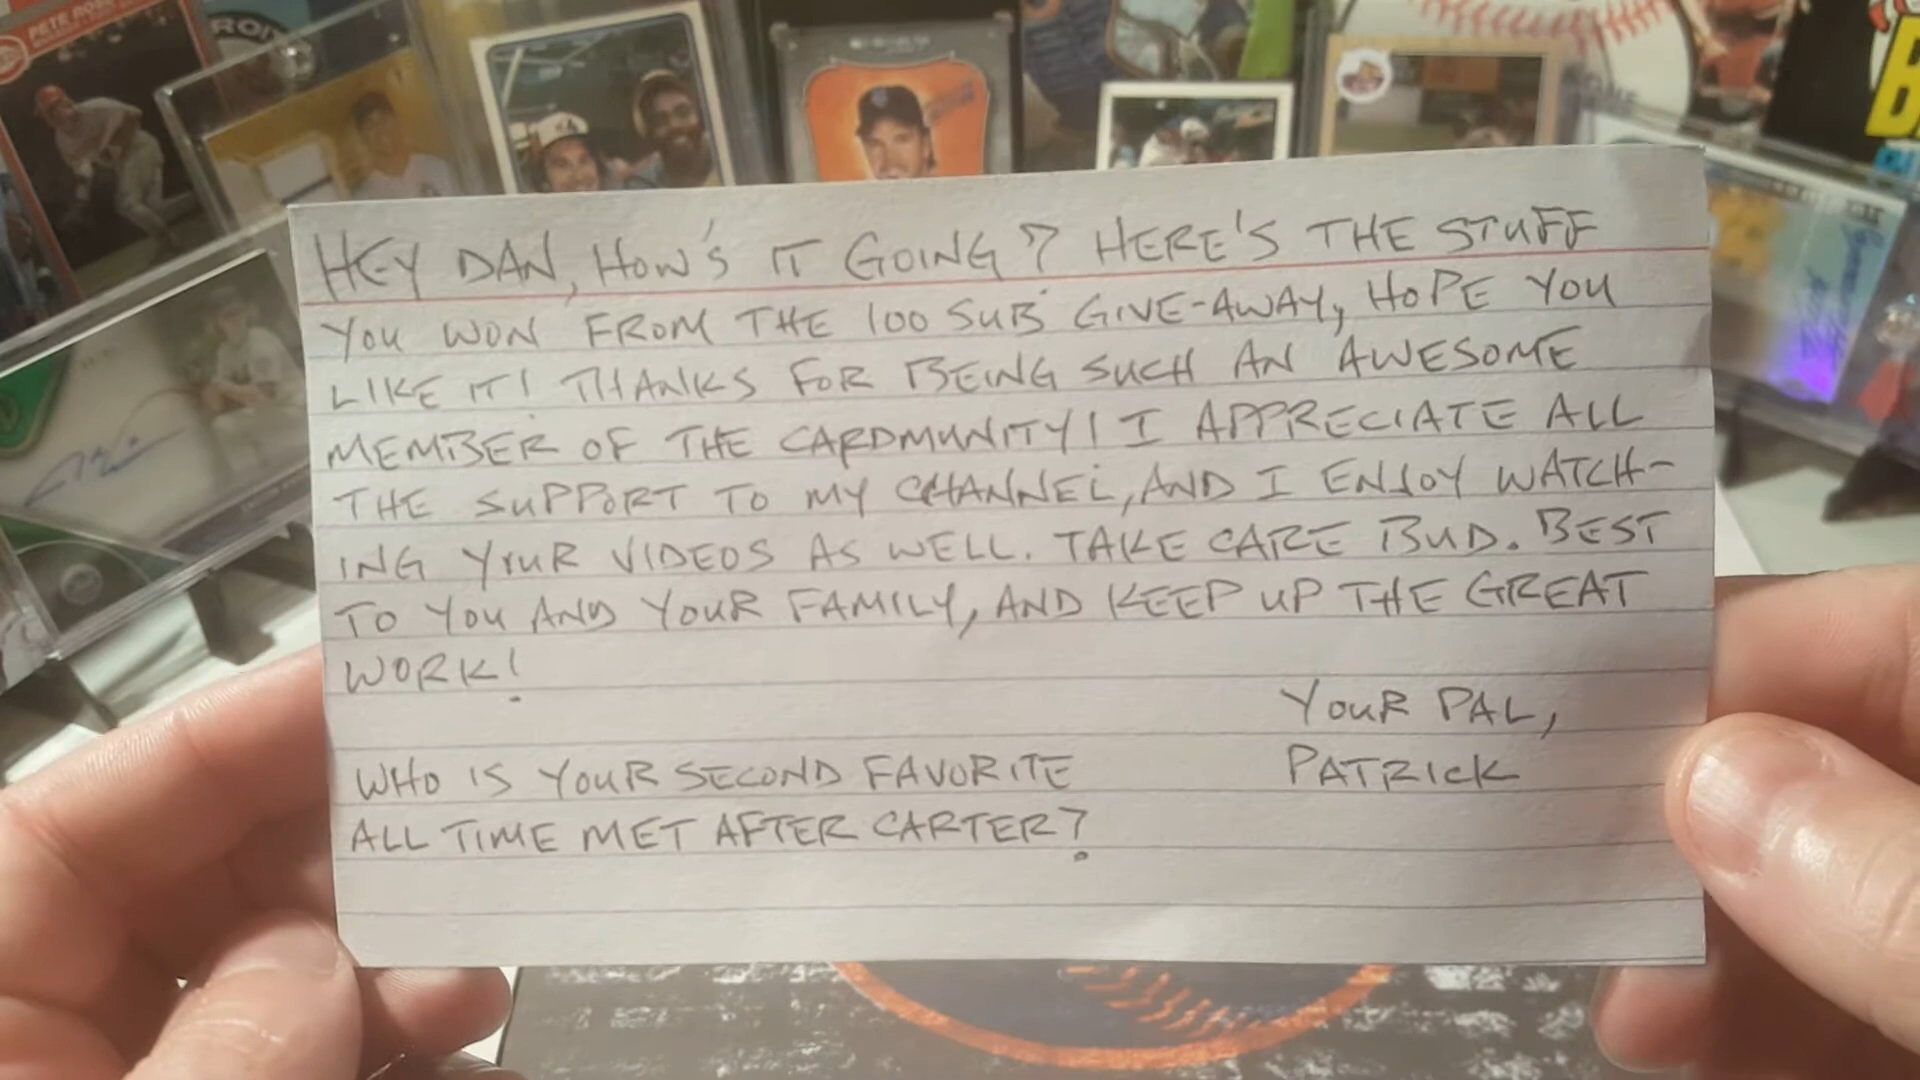 PETE ROSE
HEY DAN, HOW'S IT GOING? HERE'S THE STUFF
YOU WON FROM THE 100 SUB GIVE-AWAY, HOPE YOU
LIKE IT! THANKS FOR BEING SUCH AN AWESOME
MEMBER OF THE CARDMUNITY! I APPRECIATE ALL
THE SUPPORT TO MY CHANNEL, AND I ENJOY WATCH-
ING YOUR VIDEOS AS WELL. TAKE CARE BUD. BEST
TO YOU AND YOUR FAMILY, AND KEEP UP THE GREAT
WORK!
YOUR PAL,
PATRICK
WHO IS YOUR SECOND FAVORITE
ALL TIME MET AFTER CARTER?